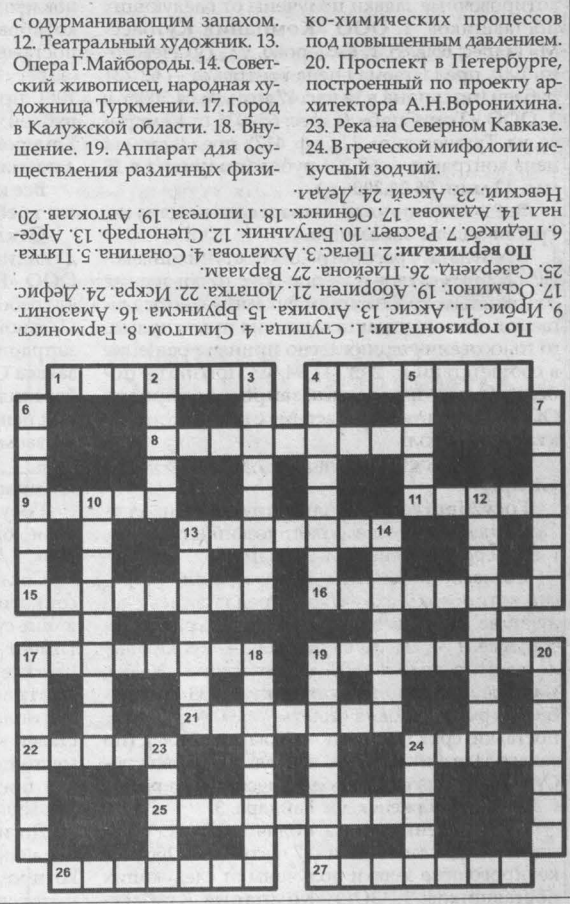 с одурманивающим запахом.
12. Театральный художник. 13.
Опера Г.Майбороды. 14. Совет-
ский живописец, народная ху-
дожница Туркмении. 17. Город
в Калужской области. 18. Вну-
шение. 19. Аппарат для осу-
ществления различных физи-
ко-химических процессов
под повышенным давлением.
20. Проспект в Петербурге,
построенный по проекту ар-
хитектора А.Н.Воронихина.
23. Река на Северном Кавказе.
24. В греческой мифологии ис-
кусный зодчий.
По горизонтали: 1. Ступица. 4. Симптом. 8. Гармонист.
9. Ирбис. 11. Аксис. 13. Апогика. 15. Брунсма. 16. Амазонит.
17. Осьминог. 19. Абориген. 21. Лопатка. 22. Искра. 24. Дефис.
25. Сазерленд. 26. Плейона. 27. Варлаам.
По вертикали: 2. Пегас. 3. Ахматова. 4. Сонатина. 5. Пятка.
6. Педикеб. 7. Рассвет. 10. Багульник. 12. Сценограф. 13. Арсе-
нал. 14. Адамова. 17. Обнинск. 18. Гипотеза. 19. Автоклав. 20.
Невский. 23. Аксай. 24. Дедал.
1 2 3 4 5
6 7
8
9 10 11 12
13 14
15 16
17 18 19 20
21
22 23 24
25
26 27